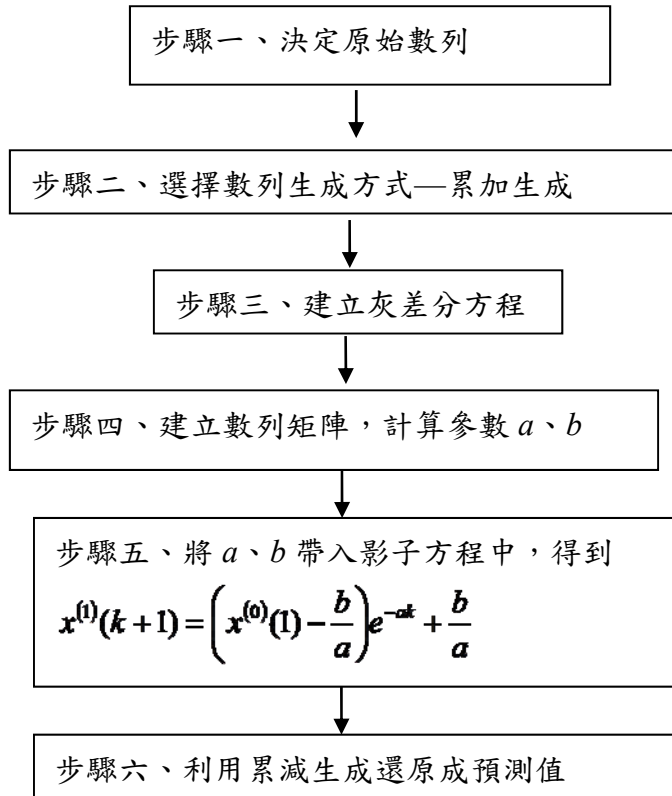 步驟一、決定原始數列
步驟二、選擇數列生成方式—累加生成
步驟三、建立灰差分方程
步驟四、建立數列矩陣，計算參數 a、b
步驟五、將 a、b 帶入影子方程中，得到
x^(1)(k+1) = (x^(0)(1) − b/a) e^(−ak) + b/a
步驟六、利用累減生成還原成預測值